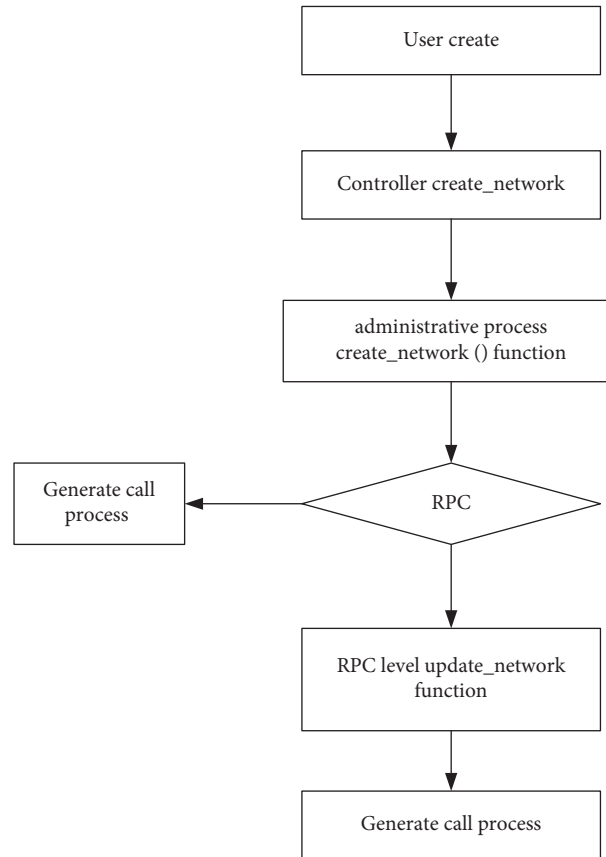 User create
Controller create_network
administrative process
create_network () function
Generate call
process
RPC
RPC level update_network
function
Generate call process